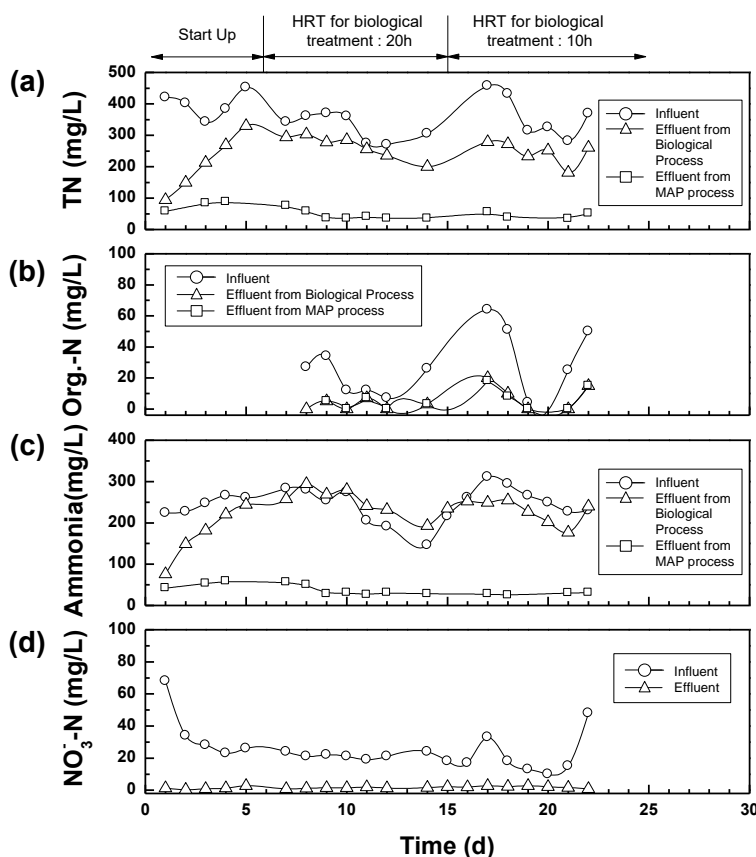 Start Up
HRT for biological
treatment : 20h
HRT for biological
treatment : 10h
(a)
TN (mg/L)
500
400
300
200
100
0
Influent
Effluent from
Biological
Process
Effluent from
MAP process
(b)
Org.-N (mg/L)
100
80
60
40
20
0
Influent
Effluent from Biological Process
Effluent from MAP process
(c)
Ammonia(mg/L)
400
300
200
100
0
Influent
Effluent from
Biological
Process
Effluent from
MAP process
(d)
NO₃⁻-N (mg/L)
100
80
60
40
20
0
Influent
Effluent
0 5 10 15 20 25 30
Time (d)